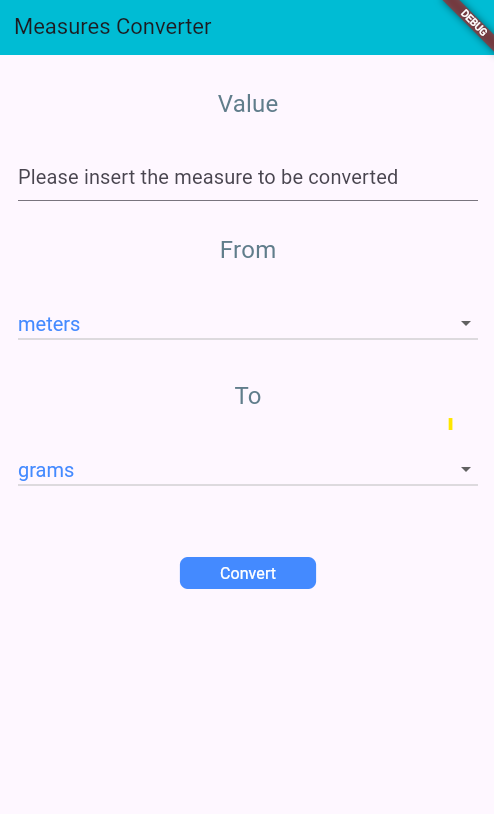 Measures Converter
DEBUG
Value
Please insert the measure to be converted
From
meters
To
grams
Convert